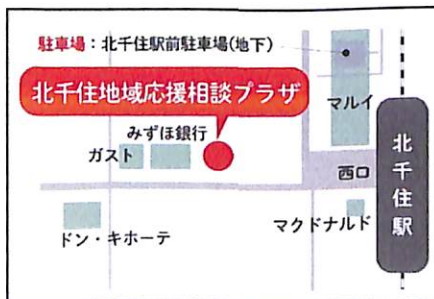 駐車場：北千住駅前駐車場(地下)
北千住地域応援相談プラザ
マルイ
みずほ銀行
ガスト
西口
北千住駅
ドン・キホーテ
マクドナルド